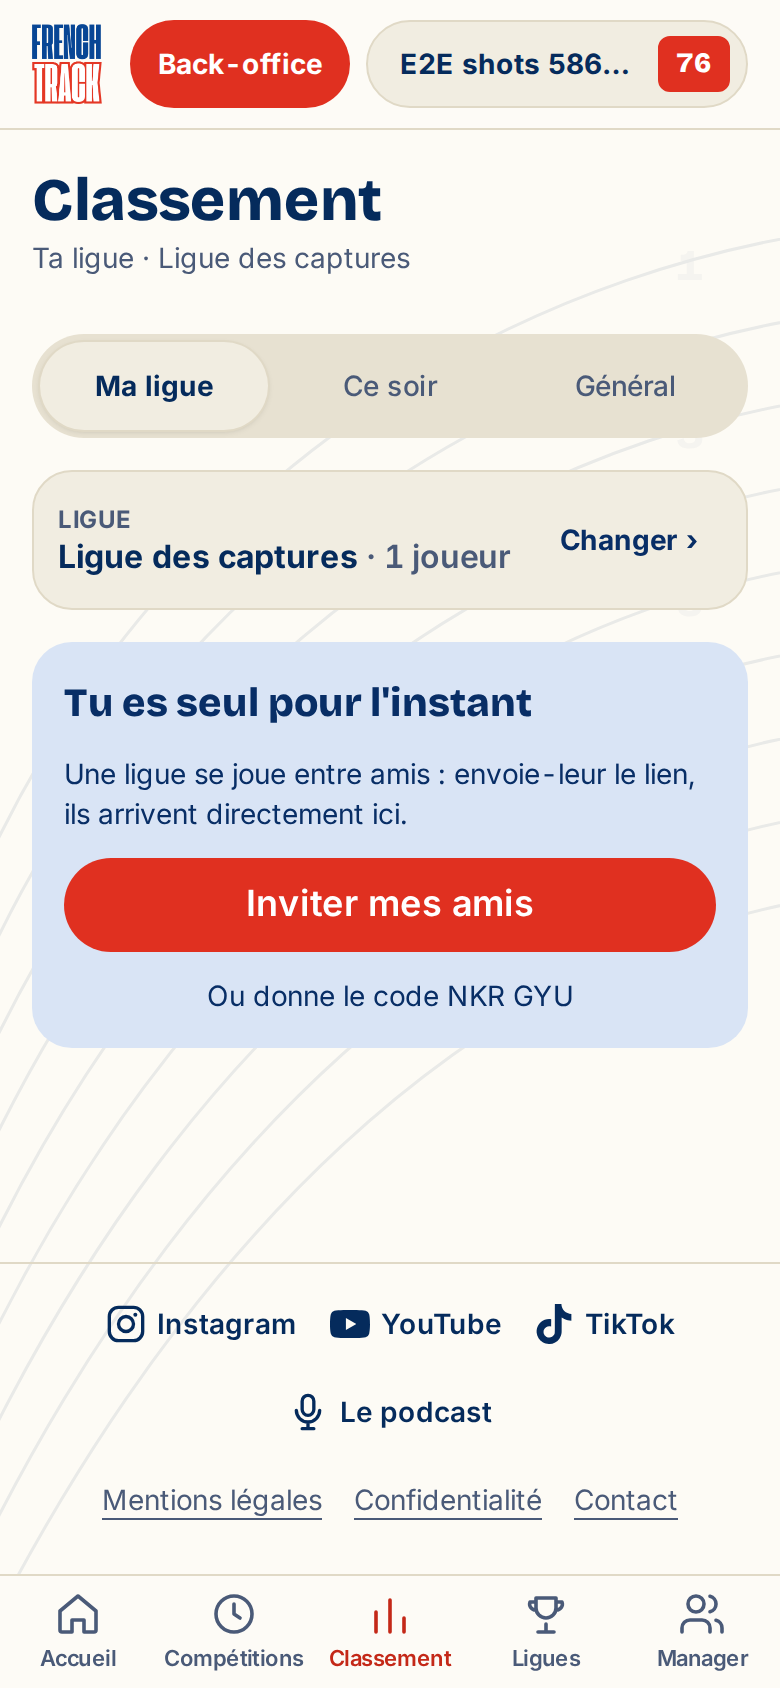 FRENCH
TRACK
Back-office
E2E shots 586...
76
Classement
Ta ligue · Ligue des captures
1
Ma ligue
Ce soir
Général
LIGUE
Ligue des captures · 1 joueur
Changer ›
Tu es seul pour l'instant
Une ligue se joue entre amis : envoie-leur le lien,
ils arrivent directement ici.
Inviter mes amis
Ou donne le code NKR GYU
Instagram
YouTube
TikTok
Le podcast
Mentions légales
Confidentialité
Contact
Accueil
Compétitions
Classement
Ligues
Manager